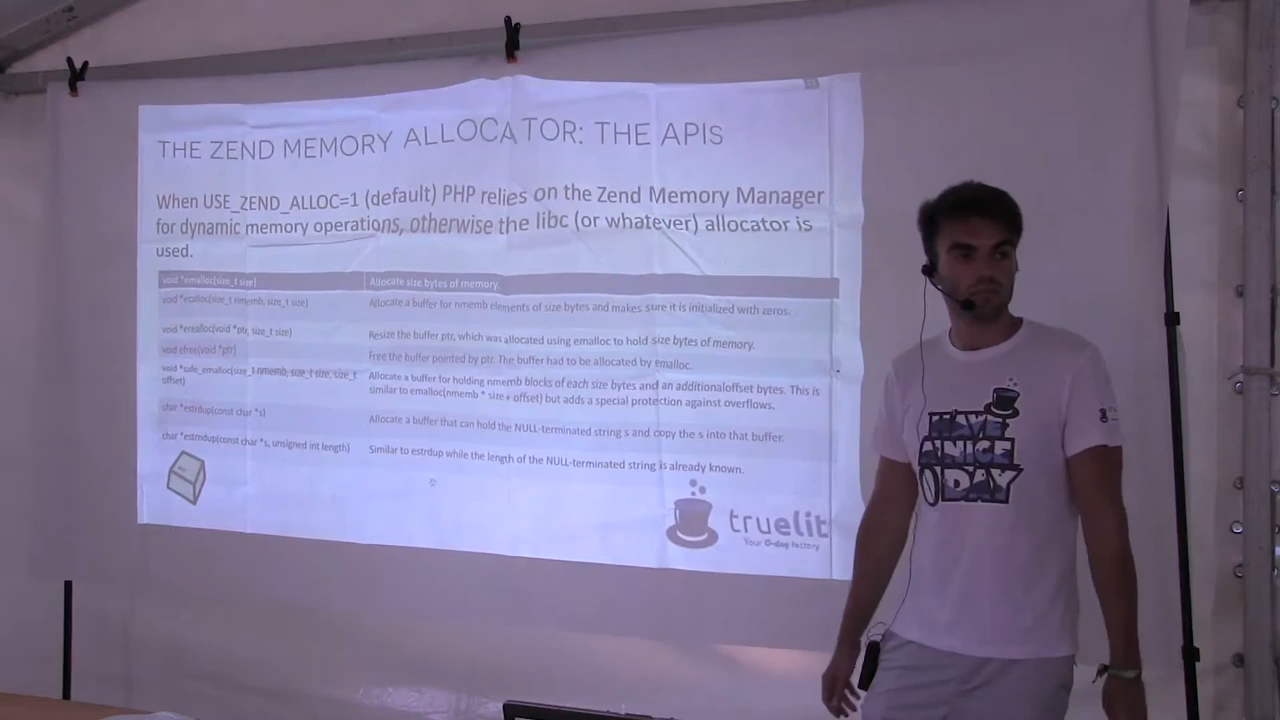 THE ZEND MEMORY ALLOCATOR: THE APIS
When USE_ZEND_ALLOC=1 (default) PHP relies on the Zend Memory Manager
for dynamic memory operations, otherwise the libc (or whatever) allocator is
used.
void *emalloc(size_t size)
Allocate size bytes of memory.
void *ecalloc(size_t nmemb, size_t size)
Allocate a buffer for nmemb elements of size bytes and makes sure it is initialized with zeros.
void *erealloc(void *ptr, size_t size)
Resize the buffer ptr, which was allocated using emalloc to hold size bytes of memory.
void efree(void *ptr)
Free the buffer pointed by ptr. The buffer had to be allocated by emalloc.
void *safe_emalloc(size_t nmemb, size_t size, size_t
offset)
Allocate a buffer for holding nmemb blocks of each size bytes and an additionaloffset bytes. This is
similar to emalloc(nmemb * size + offset) but adds a special protection against overflows.
char *estrdup(const char *s)
Allocate a buffer that can hold the NULL-terminated string s and copy the s into that buffer.
char *estrndup(const char *s, unsigned int length)
Similar to estrdup while the length of the NULL-terminated string is already known.
truelit
Your 0-day factory
HAVE
A NICE
0 DAY